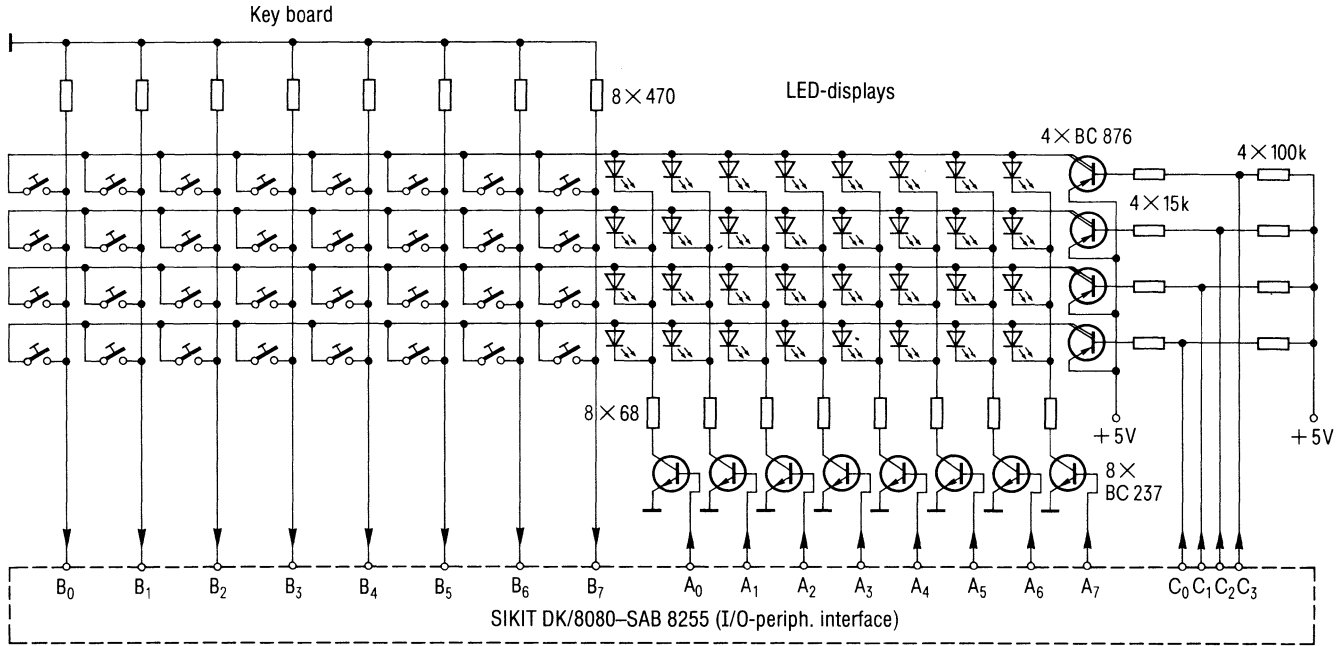 Key board
8×470
LED-displays
4×BC 876
4×100k
4×15k
8×68
+5V
+5V
8×
BC 237
B₀ B₁ B₂ B₃ B₄ B₅ B₆ B₇ A₀ A₁ A₂ A₃ A₄ A₅ A₆ A₇ C₀ C₁ C₂ C₃
SIKIT DK/8080–SAB 8255 (I/O-periph. interface)